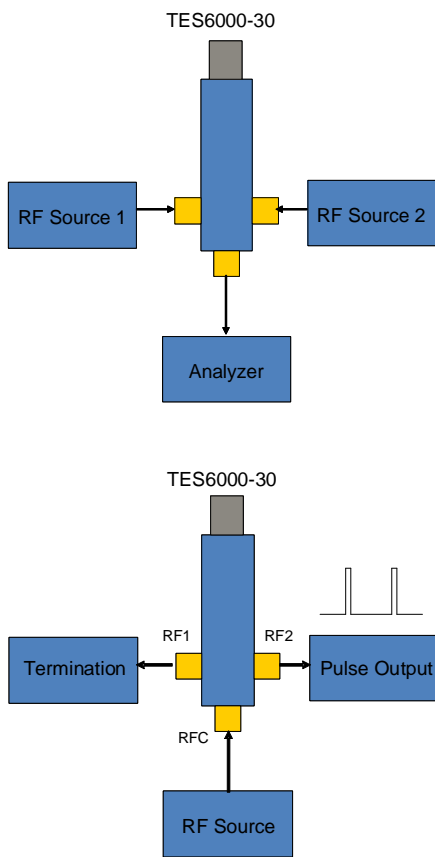 TES6000-30
RF Source 1
RF Source 2
Analyzer
TES6000-30
RF1
RF2
Termination
Pulse Output
RFC
RF Source